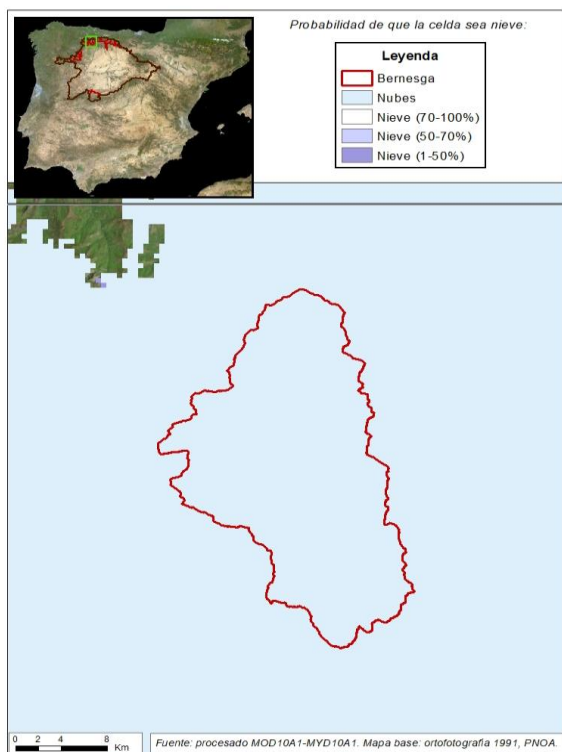 Probabilidad de que la celda sea nieve:
Leyenda
Bernesga
Nubes
Nieve (70-100%)
Nieve (50-70%)
Nieve (1-50%)
0 2 4 8
Km
Fuente: procesado MOD10A1-MYD10A1. Mapa base: ortofotografía 1991, PNOA.